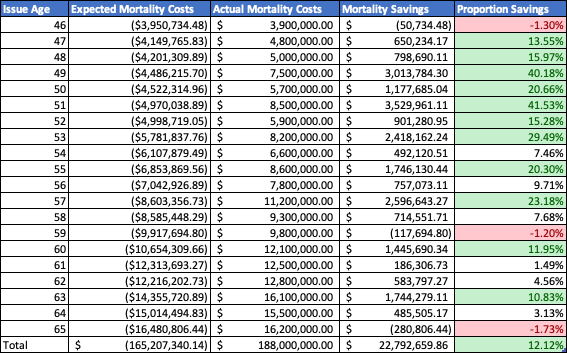 Issue Age Expected Mortality Costs Actual Mortality Costs Mortality Savings Proportion Savings
46 ($3,950,734.48) $ 3,900,000.00 $ (50,734.48) -1.30%
47 ($4,149,765.83) $ 4,800,000.00 $ 650,234.17 13.55%
48 ($4,201,309.89) $ 5,000,000.00 $ 798,690.11 15.97%
49 ($4,486,215.70) $ 7,500,000.00 $ 3,013,784.30 40.18%
50 ($4,522,314.96) $ 5,700,000.00 $ 1,177,685.04 20.66%
51 ($4,970,038.89) $ 8,500,000.00 $ 3,529,961.11 41.53%
52 ($4,998,719.05) $ 5,900,000.00 $ 901,280.95 15.28%
53 ($5,781,837.76) $ 8,200,000.00 $ 2,418,162.24 29.49%
54 ($6,107,879.49) $ 6,600,000.00 $ 492,120.51 7.46%
55 ($6,853,869.56) $ 8,600,000.00 $ 1,746,130.44 20.30%
56 ($7,042,926.89) $ 7,800,000.00 $ 757,073.11 9.71%
57 ($8,603,356.73) $ 11,200,000.00 $ 2,596,643.27 23.18%
58 ($8,585,448.29) $ 9,300,000.00 $ 714,551.71 7.68%
59 ($9,917,694.80) $ 9,800,000.00 $ (117,694.80) -1.20%
60 ($10,654,309.66) $ 12,100,000.00 $ 1,445,690.34 11.95%
61 ($12,313,693.27) $ 12,500,000.00 $ 186,306.73 1.49%
62 ($12,216,202.73) $ 12,800,000.00 $ 583,797.27 4.56%
63 ($14,355,720.89) $ 16,100,000.00 $ 1,744,279.11 10.83%
64 ($15,014,494.83) $ 15,500,000.00 $ 485,505.17 3.13%
65 ($16,480,806.44) $ 16,200,000.00 $ (280,806.44) -1.73%
Total $ (165,207,340.14) $ 188,000,000.00 $ 22,792,659.86 12.12%